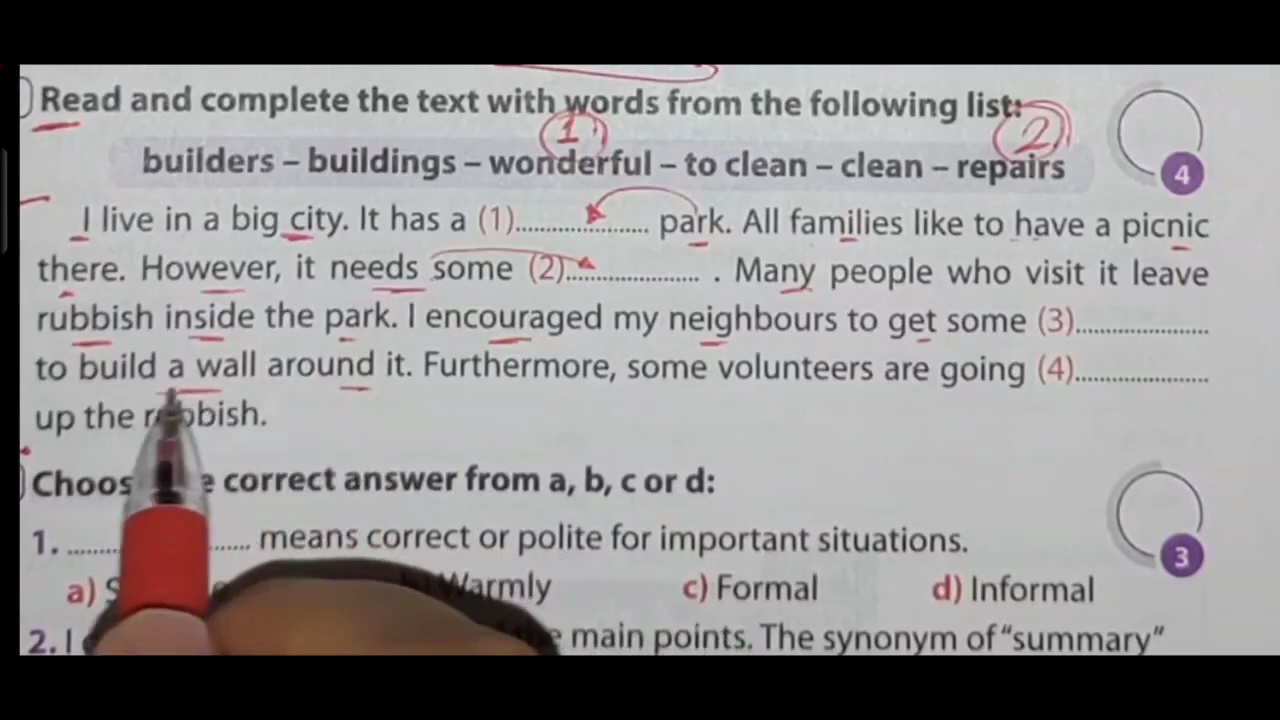 Read and complete the text with words from the following list:
1 2
builders – buildings – wonderful – to clean – clean – repairs
4
I live in a big city. It has a (1).................... park. All families like to have a picnic
there. However, it needs some (2).................... . Many people who visit it leave
rubbish inside the park. I encouraged my neighbours to get some (3)....................
to build a wall around it. Furthermore, some volunteers are going (4)....................
up the rubbish.
correct answer from a, b, c or d:
1. .................... means correct or polite for important situations.
3
a) Warmly c) Formal d) Informal
2. I main points. The synonym of “summary”